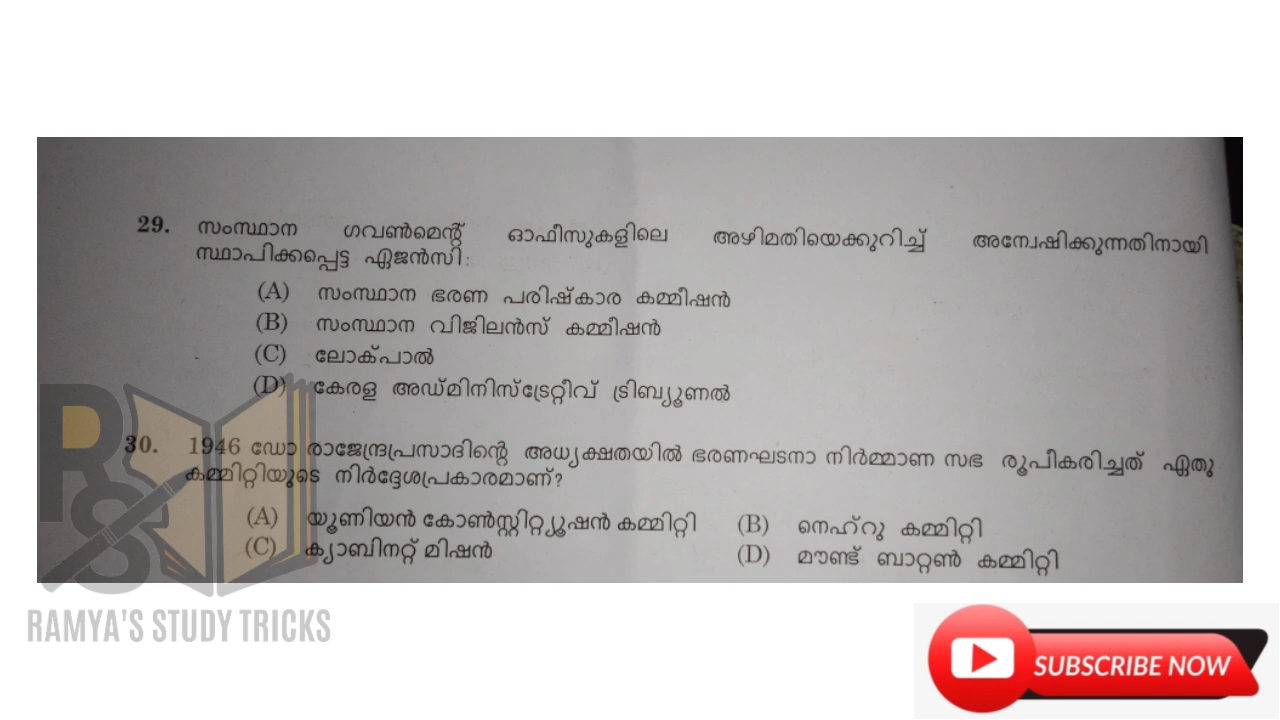 29. സംസ്ഥാന ഗവൺമെന്റ് ഓഫീസുകളിലെ അഴിമതിയെക്കുറിച്ച് അന്വേഷിക്കുന്നതിനായി
സ്ഥാപിക്കപ്പെട്ട ഏജൻസി:
(A) സംസ്ഥാന ഭരണ പരിഷ്കാര കമ്മീഷൻ
(B) സംസ്ഥാന വിജിലൻസ് കമ്മീഷൻ
(C) ലോക്പാൽ
(D) കേരള അഡ്മിനിസ്ട്രേറ്റീവ് ട്രിബ്യൂണൽ
30. 1946 ഡോ രാജേന്ദ്രപ്രസാദിന്റെ അധ്യക്ഷതയിൽ ഭരണഘടനാ നിർമ്മാണ സഭ രൂപീകരിച്ചത് ഏതു
കമ്മിറ്റിയുടെ നിർദ്ദേശപ്രകാരമാണ്?
(A) യൂണിയൻ കോൺസ്റ്റിറ്റ്യൂഷൻ കമ്മിറ്റി (B) നെഹ്റു കമ്മിറ്റി
(C) ക്യാബിനറ്റ് മിഷൻ (D) മൗണ്ട് ബാറ്റൺ കമ്മിറ്റി
RS
RAMYA'S STUDY TRICKS
SUBSCRIBE NOW